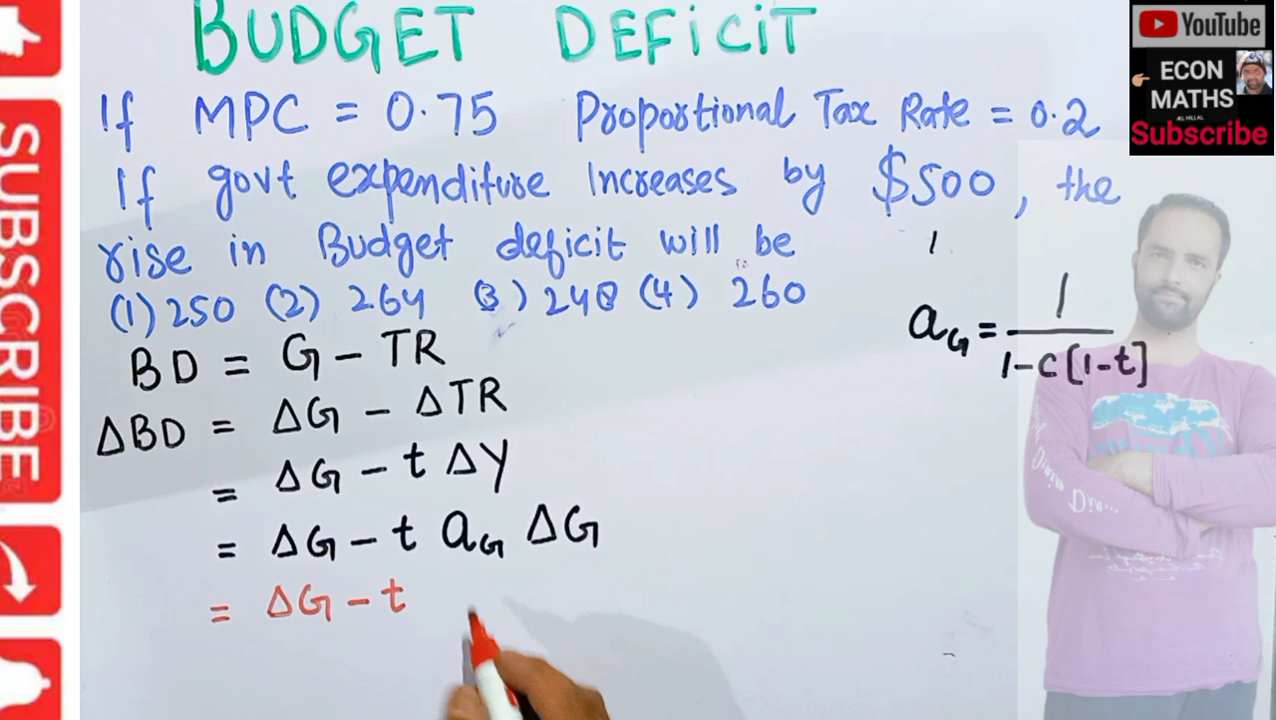 BUDGET DEFICIT
If MPC = 0.75 Proportional Tax Rate = 0.2
If govt expenditure increases by $500, the
rise in Budget deficit will be
(1) 250 (2) 264 (3) 248 (4) 260
BD = G - TR
ΔBD = ΔG - ΔTR
= ΔG - t ΔY
= ΔG - t aG ΔG
= ΔG - t
1
aG = 1 / 1-c[1-t]
YouTube
ECON
MATHS
Subscribe
SUBSCRIBE